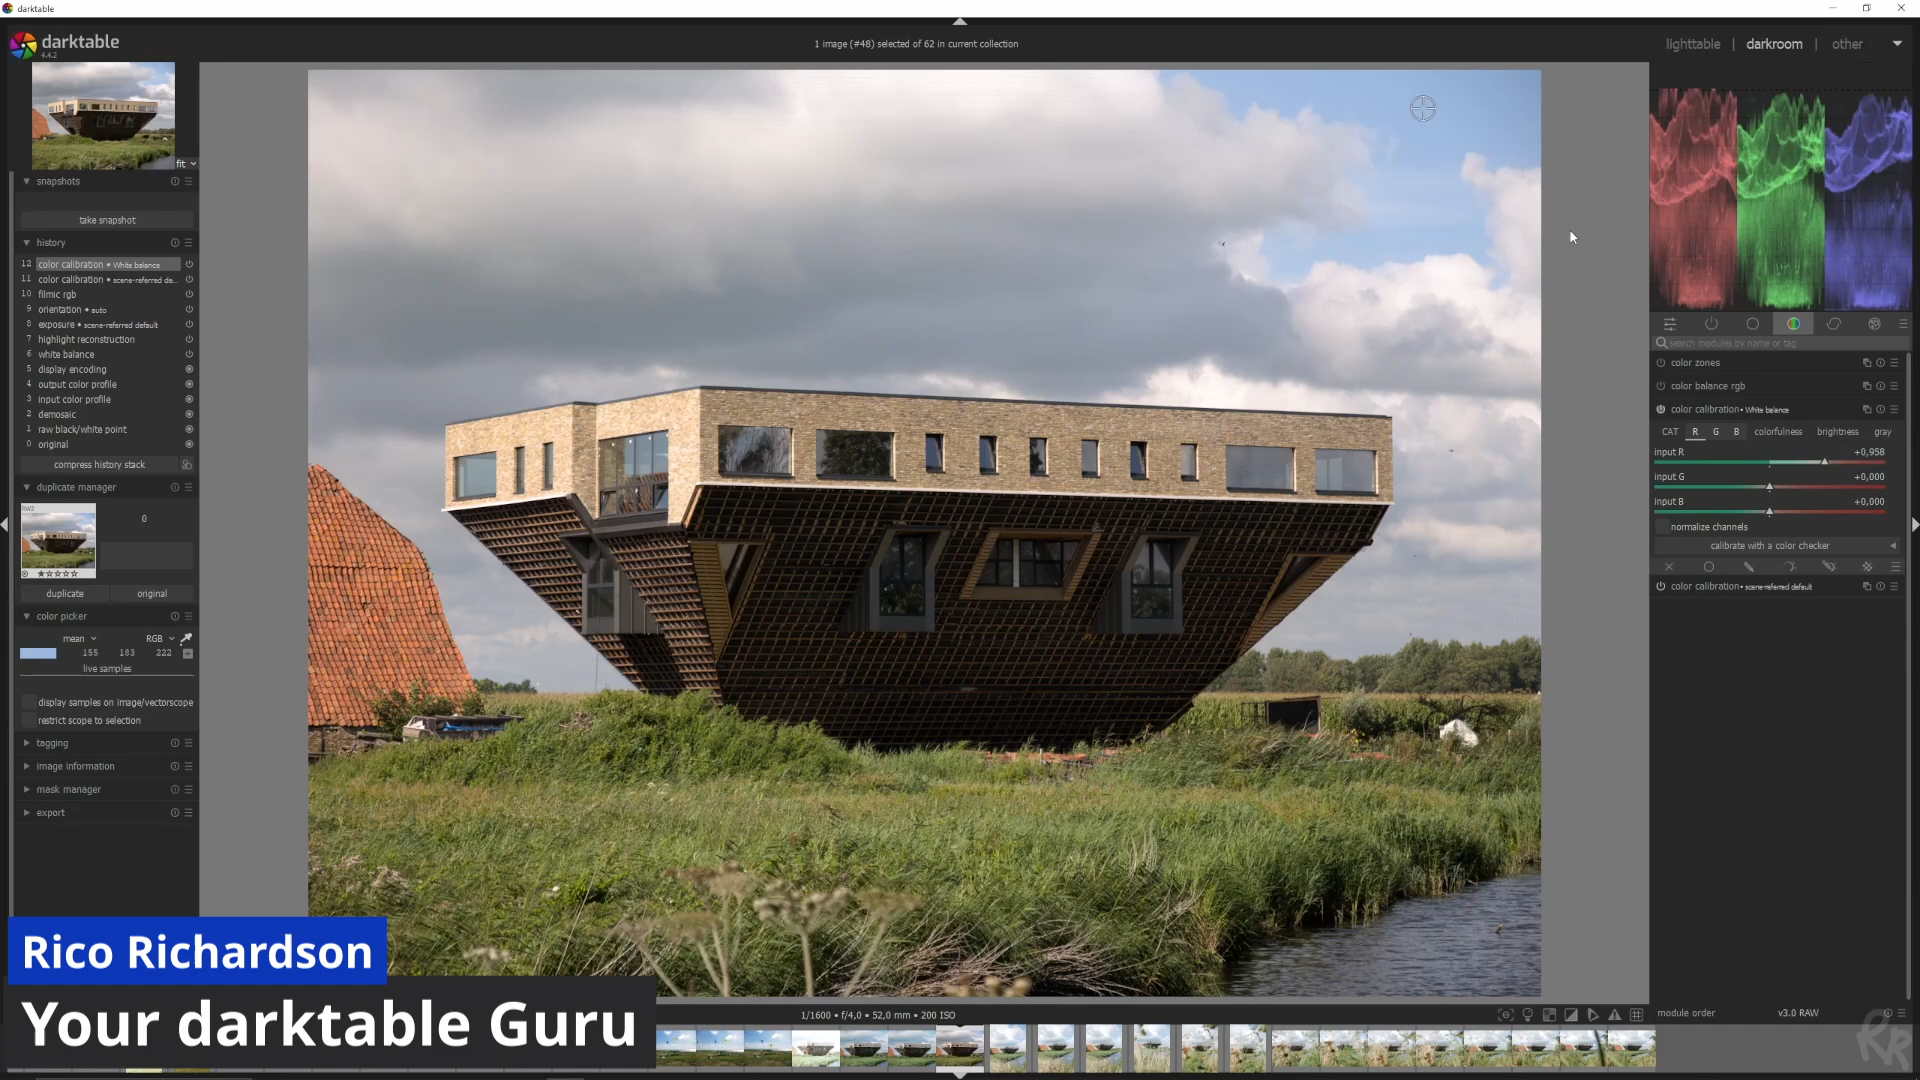 darktable
darktable
4.4.2
1 image (#48) selected of 62 in current collection
lighttable | darkroom | other
fit
snapshots
take snapshot
history
12 color calibration • White balance
11 color calibration • scene-referred de...
10 filmic rgb
9 orientation • auto
8 exposure • scene-referred default
7 highlight reconstruction
6 white balance
5 display encoding
4 output color profile
3 input color profile
2 demosaic
1 raw black/white point
0 original
compress history stack
duplicate manager
RW2
0
duplicate original
color picker
mean RGB
155 183 222
live samples
display samples on image/vectorscope
restrict scope to selection
tagging
image information
mask manager
export
search modules by name or tag
color zones
color balance rgb
color calibration • White balance
CAT R G B colorfulness brightness gray
input R +0,958
input G +0,000
input B +0,000
normalize channels
calibrate with a color checker
color calibration • scene-referred default
Rico Richardson
Your darktable Guru
1/1600 • f/4,0 • 52,0 mm • 200 ISO
module order v3.0 RAW
RR